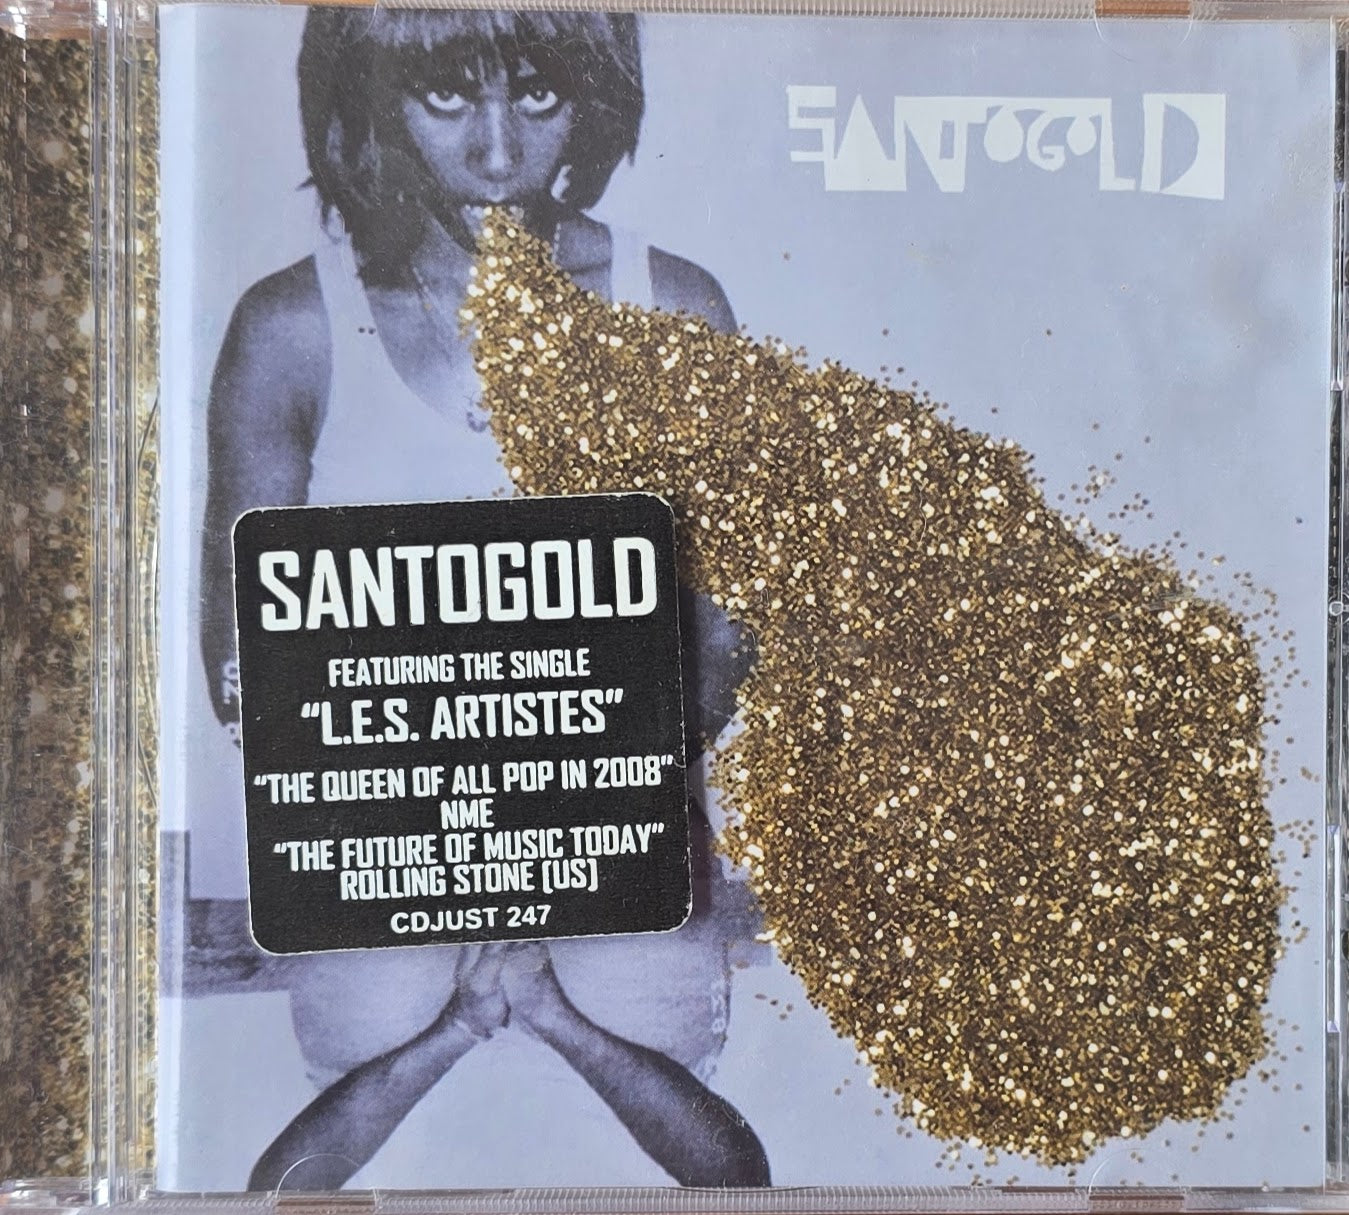 SANTOGOLD
SANTOGOLD
FEATURING THE SINGLE
"L.E.S. ARTISTES"
"THE QUEEN OF ALL POP IN 2008"
NME
"THE FUTURE OF MUSIC TODAY"
ROLLING STONE (US)
CDJUST 247